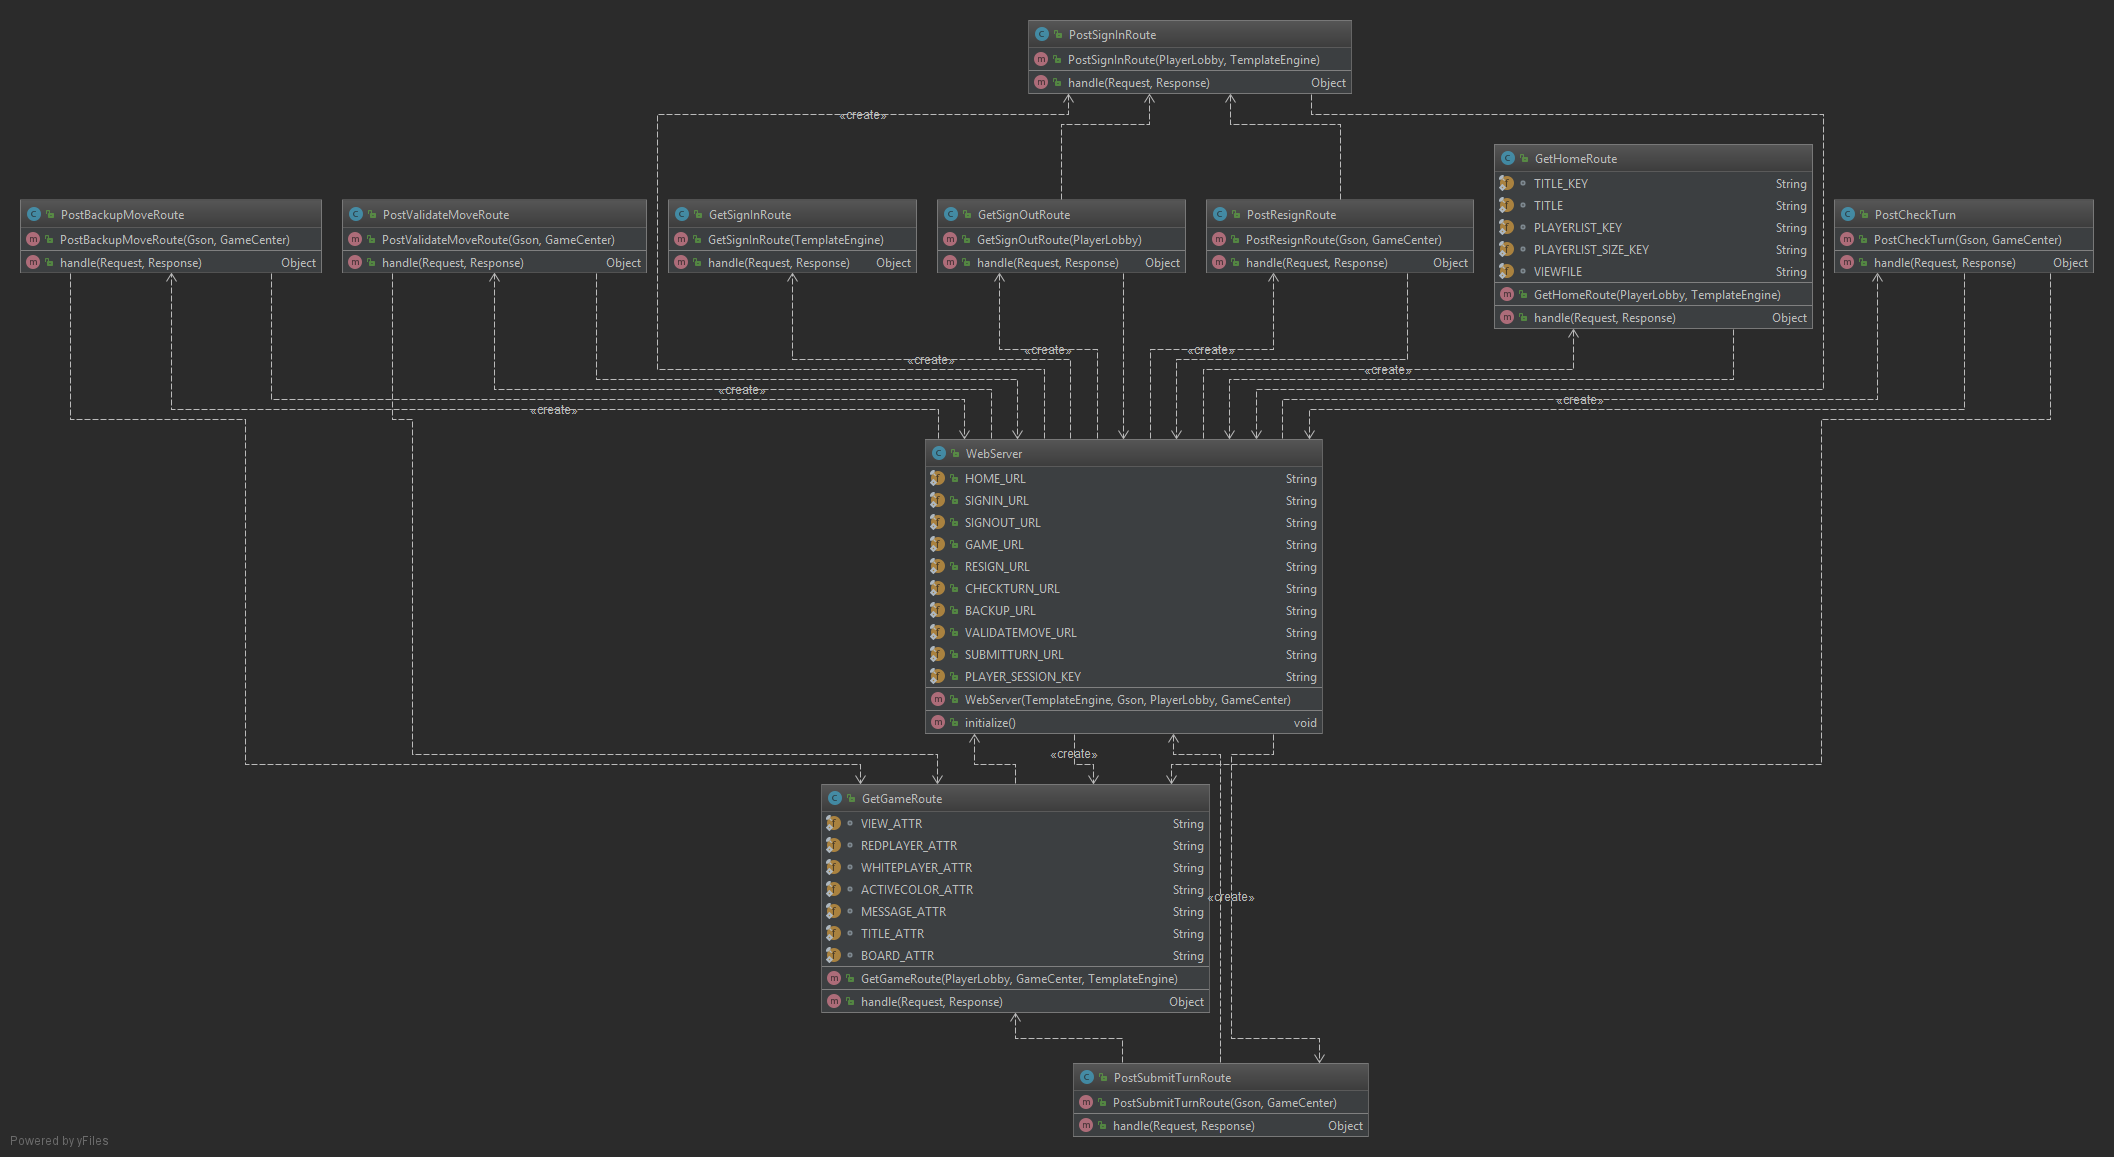 PostSignInRoute
PostSignInRoute(PlayerLobby, TemplateEngine)
handle(Request, Response) Object
«create»
GetHomeRoute
TITLE_KEY String
TITLE String
PLAYERLIST_KEY String
PLAYERLIST_SIZE_KEY String
VIEWFILE String
GetHomeRoute(PlayerLobby, TemplateEngine)
handle(Request, Response) Object
PostBackupMoveRoute
PostBackupMoveRoute(Gson, GameCenter)
handle(Request, Response) Object
PostValidateMoveRoute
PostValidateMoveRoute(Gson, GameCenter)
handle(Request, Response) Object
GetSignInRoute
GetSignInRoute(TemplateEngine)
handle(Request, Response) Object
GetSignOutRoute
GetSignOutRoute(PlayerLobby)
handle(Request, Response) Object
PostResignRoute
PostResignRoute(Gson, GameCenter)
handle(Request, Response) Object
PostCheckTurn
PostCheckTurn(Gson, GameCenter)
handle(Request, Response) Object
«create»
«create»
«create»
«create»
«create»
«create»
«create»
WebServer
HOME_URL String
SIGNIN_URL String
SIGNOUT_URL String
GAME_URL String
RESIGN_URL String
CHECKTURN_URL String
BACKUP_URL String
VALIDATEMOVE_URL String
SUBMITTURN_URL String
PLAYER_SESSION_KEY String
WebServer(TemplateEngine, Gson, PlayerLobby, GameCenter)
initialize() void
«create»
GetGameRoute
VIEW_ATTR String
REDPLAYER_ATTR String
WHITEPLAYER_ATTR String
ACTIVECOLOR_ATTR String
MESSAGE_ATTR String
TITLE_ATTR String
BOARD_ATTR String
GetGameRoute(PlayerLobby, GameCenter, TemplateEngine)
handle(Request, Response) Object
«create»
PostSubmitTurnRoute
PostSubmitTurnRoute(Gson, GameCenter)
handle(Request, Response) Object
Powered by yFiles